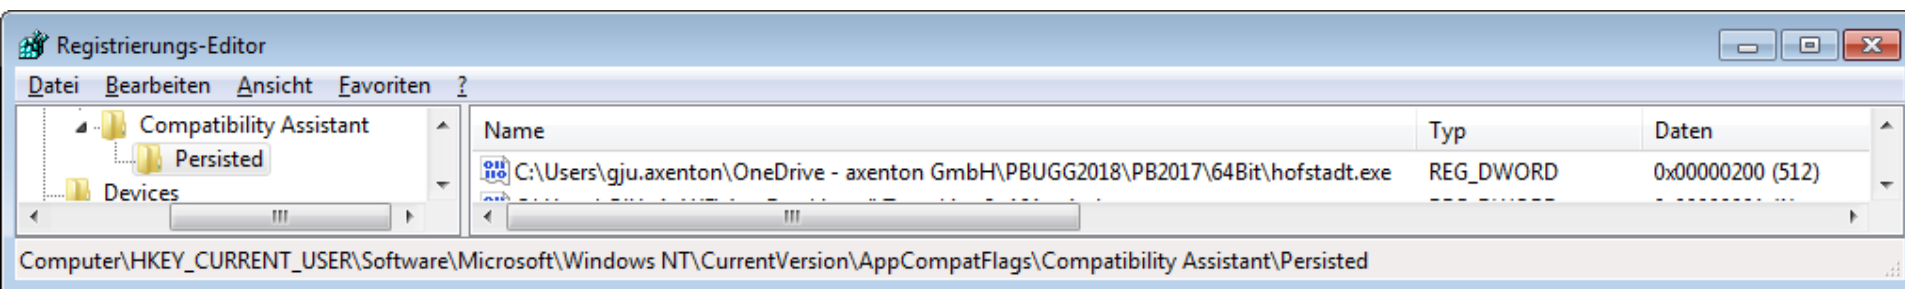 Registrierungs-Editor
Datei Bearbeiten Ansicht Favoriten ?
Compatibility Assistant
Persisted
Devices
Name Typ Daten
C:\Users\gju.axenton\OneDrive - axenton GmbH\PBUGG2018\PB2017\64Bit\hofstadt.exe REG_DWORD 0x00000200 (512)
Computer\HKEY_CURRENT_USER\Software\Microsoft\Windows NT\CurrentVersion\AppCompatFlags\Compatibility Assistant\Persisted